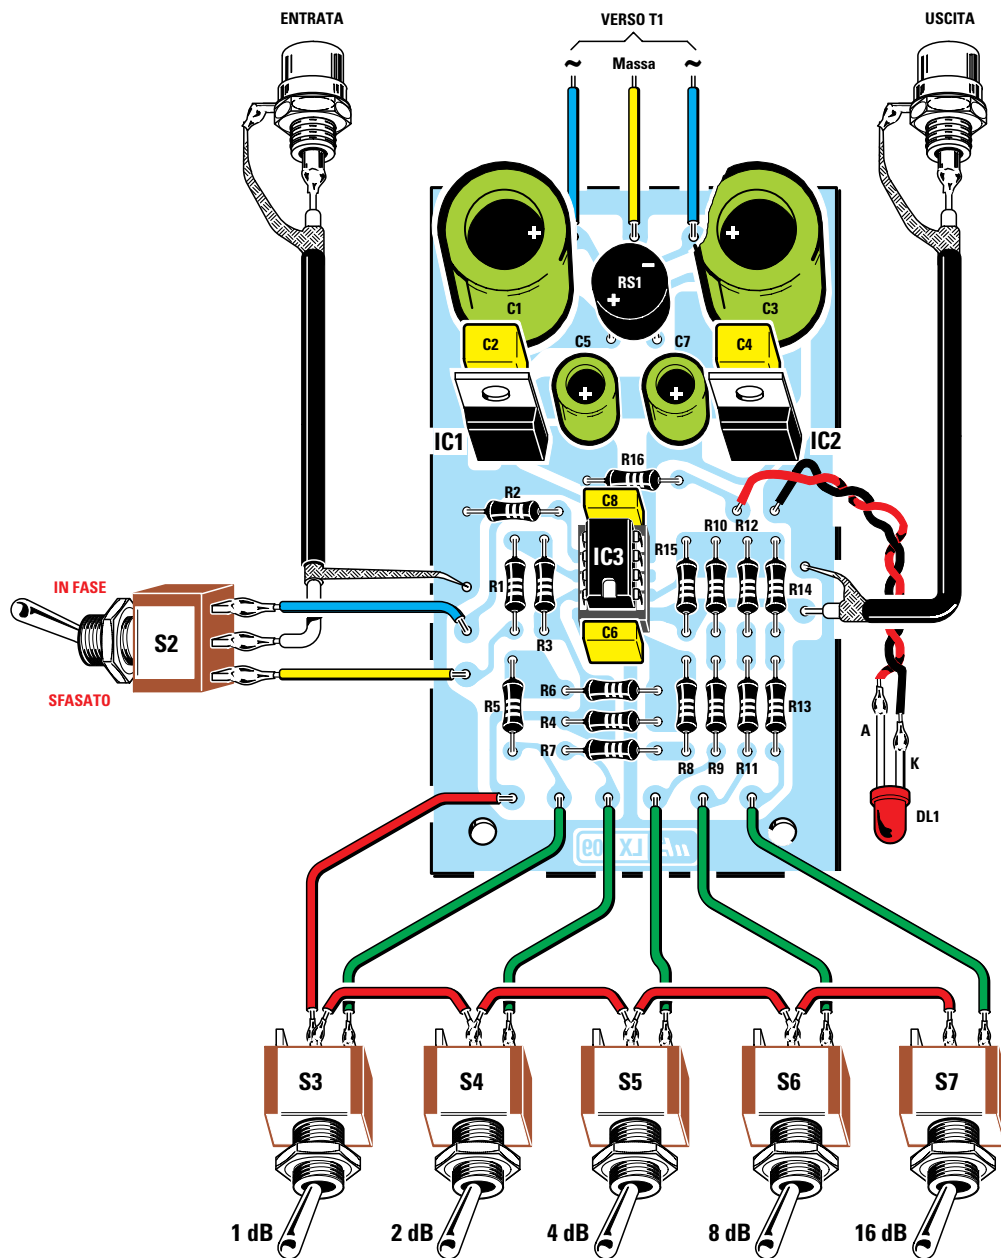 ENTRATA
VERSO T1
USCITA
~ Massa ~
RS1
C1
C3
C2
C5
C7
C4
IC1
IC2
R16
R2
C8
R10 R12
IC3
R15
R1
R14
IN FASE
S2
R3
C6
SFASATO
R6
R5
R13
R4
A
R7
R8 R9 R11
K
DL1
LX
09
S3
S4
S5
S6
S7
1 dB
2 dB
4 dB
8 dB
16 dB